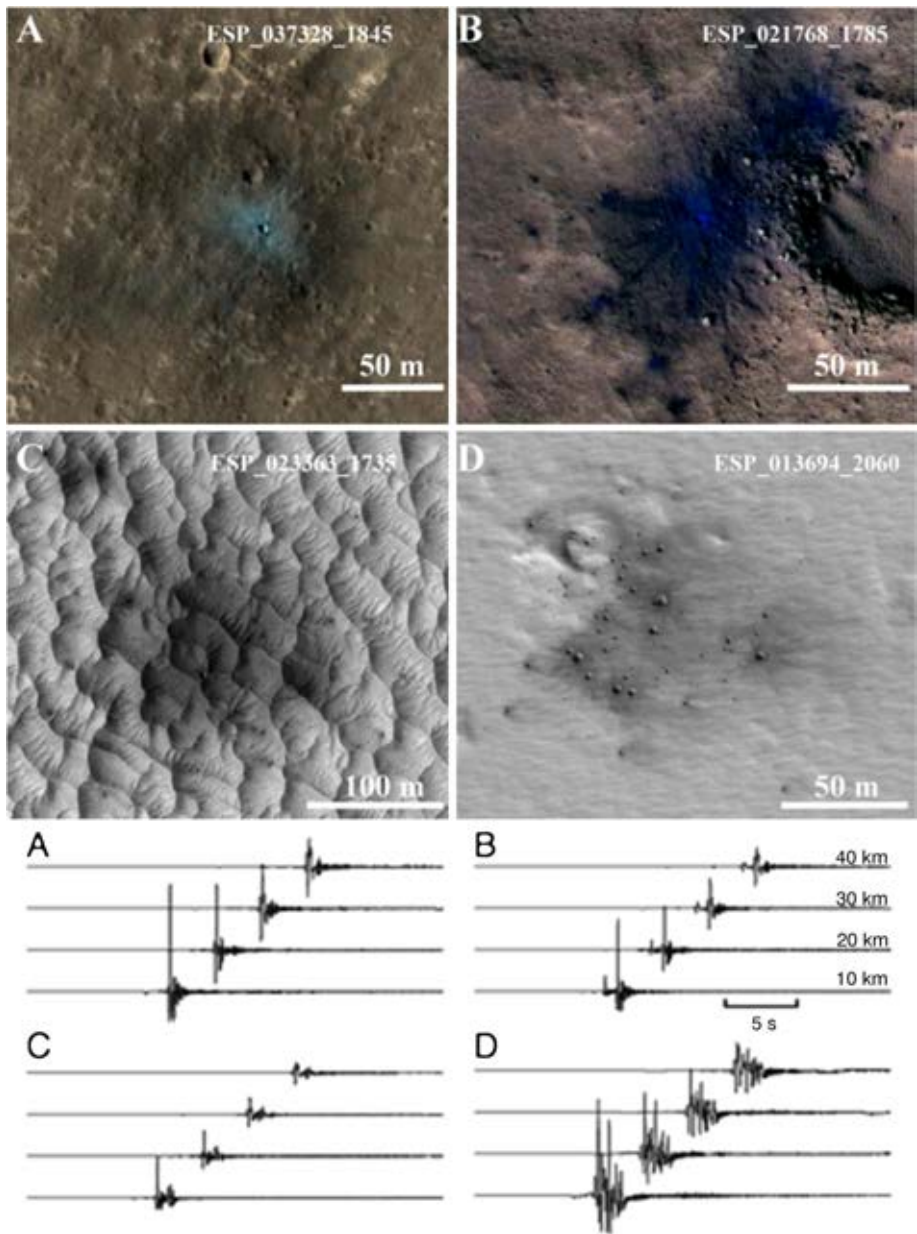 A ESP_037328_1845
50 m
B ESP_021768_1785
50 m
C ESP_023363_1735
100 m
D ESP_013694_2060
50 m
A
B
40 km
30 km
20 km
10 km
5 s
C
D